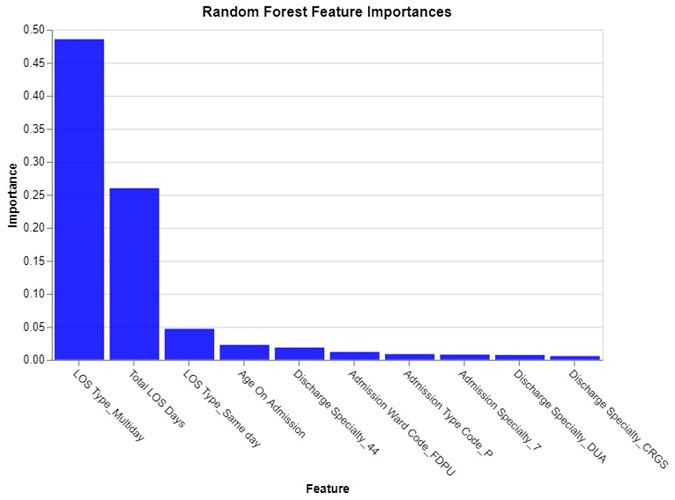 Random Forest Feature Importances
0.50
0.45
0.40
0.35
0.30
0.25
0.20
0.15
0.10
0.05
0.00
Importance
LOS Type_Multiday
Total LOS Days
LOS Type_Same day
Age On Admission
Discharge Specialty_44
Admission Ward Code_FDPU
Admission Type Code_P
Admission Specialty_7
Discharge Specialty_DUA
Discharge Specialty_CRGS
Feature